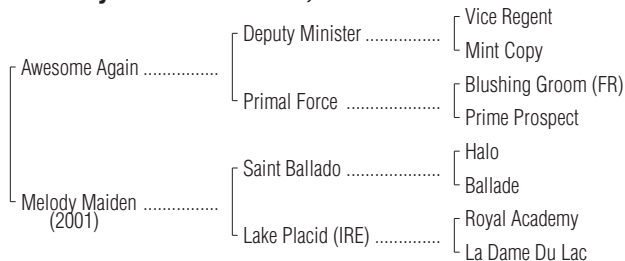 Vice Regent
Deputy Minister ..................
Mint Copy
Awesome Again ................
Blushing Groom (FR)
Primal Force .....................
Prime Prospect
Halo
Saint Ballado .....................
Ballade
Melody Maiden ................
(2001)
Royal Academy
Lake Placid (IRE) ...............
La Dame Du Lac